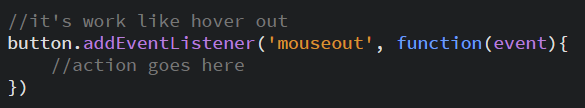 //it's work like hover out
button.addEventListener('mouseout', function(event){
    //action goes here
})